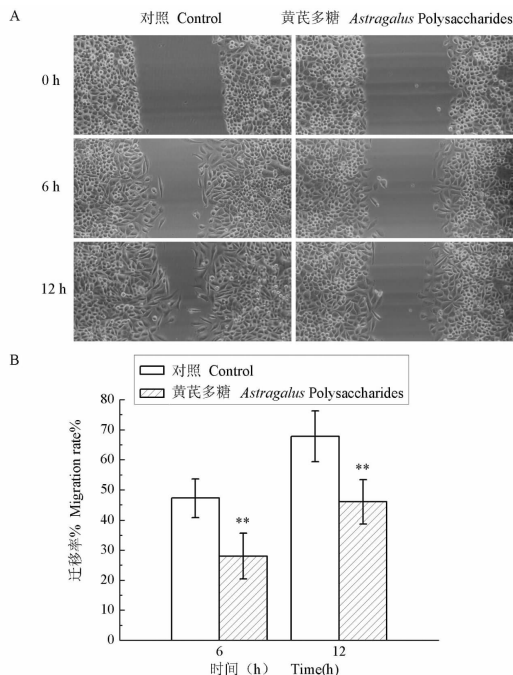 A
对照 Control
黄芪多糖 Astragalus Polysaccharides
0 h
6 h
12 h
B
对照 Control
黄芪多糖 Astragalus Polysaccharides
80
70
60
50
40
30
20
10
0
迁移率% Migration rate%
**
**
6
12
时间（h） Time(h)